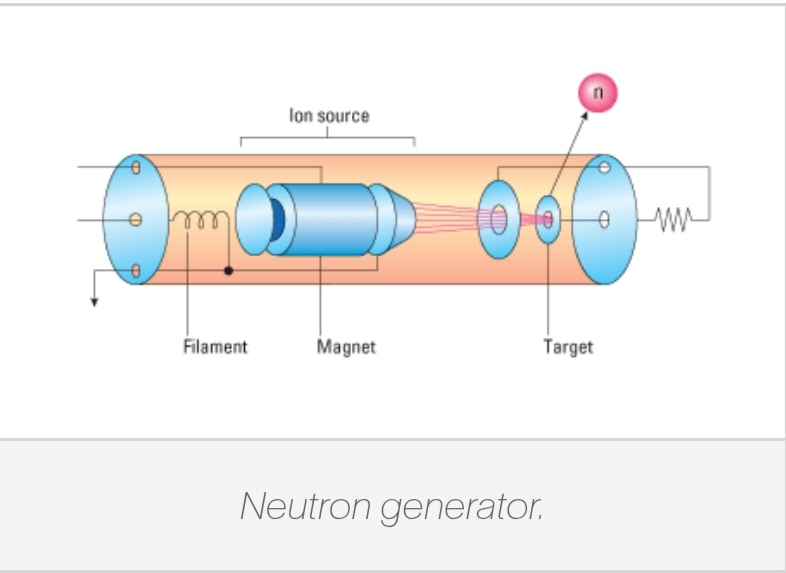 n
Ion source
Filament
Magnet
Target
Neutron generator.